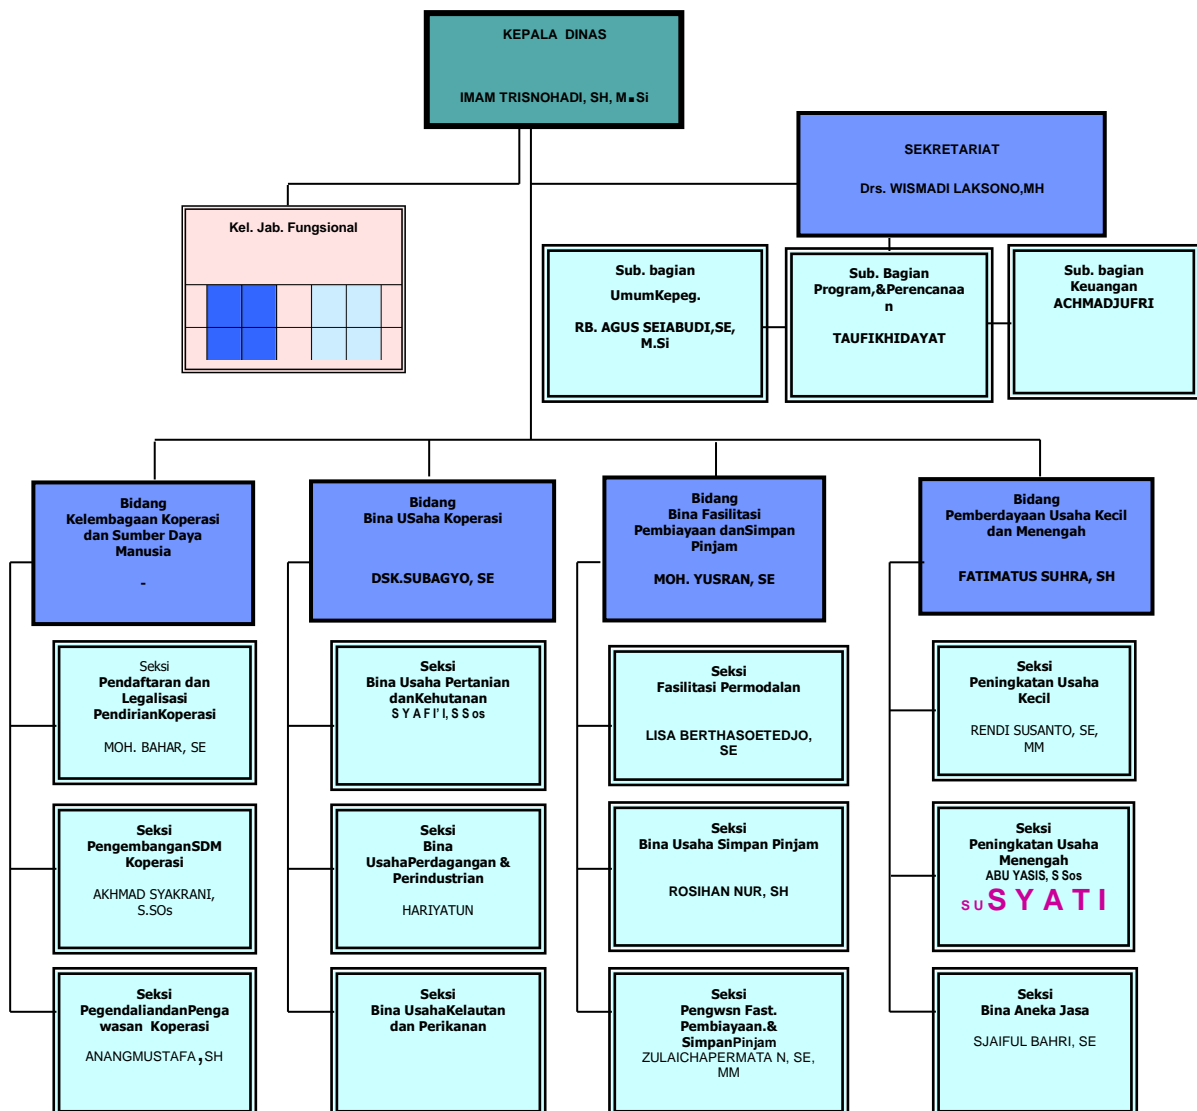 KEPALA DINAS
IMAM TRISNOHADI, SH, M.Si
SEKRETARIAT
Drs. WISMADI LAKSONO,MH
Kel. Jab. Fungsional
Sub. bagian
UmumKepeg.
RB. AGUS SEIABUDI,SE,
M.Si
Sub. Bagian
Program,&Perencanaa
n
TAUFIKHIDAYAT
Sub. bagian
Keuangan
ACHMADJUFRI
Bidang
Kelembagaan Koperasi
dan Sumber Daya
Manusia
-
Bidang
Bina USaha Koperasi
DSK.SUBAGYO, SE
Bidang
Bina Fasilitasi
Pembiayaan danSimpan
Pinjam
MOH. YUSRAN, SE
Bidang
Pemberdayaan Usaha Kecil
dan Menengah
FATIMATUS SUHRA, SH
Seksi
Pendaftaran dan
Legalisasi
PendirianKoperasi
MOH. BAHAR, SE
Seksi
Bina Usaha Pertanian
danKehutanan
S Y A F I' I, S S os
Seksi
Fasilitasi Permodalan
LISA BERTHASOETEDJO,
SE
Seksi
Peningkatan Usaha
Kecil
RENDI SUSANTO, SE,
MM
Seksi
PengembanganSDM
Koperasi
AKHMAD SYAKRANI,
S.SOs
Seksi
Bina
UsahaPerdagangan &
Perindustrian
HARIYATUN
Seksi
Bina Usaha Simpan Pinjam
ROSIHAN NUR, SH
Seksi
Peningkatan Usaha
Menengah
ABU YASIS, S Sos
S U S Y A T I
Seksi
PegendaliandanPenga
wasan Koperasi
ANANGMUSTAFA,SH
Seksi
Bina UsahaKelautan
dan Perikanan
Seksi
Pengwsn Fast.
Pembiayaan.&
SimpanPinjam
ZULAICHAPERMATA N, SE,
MM
Seksi
Bina Aneka Jasa
SJAIFUL BAHRI, SE